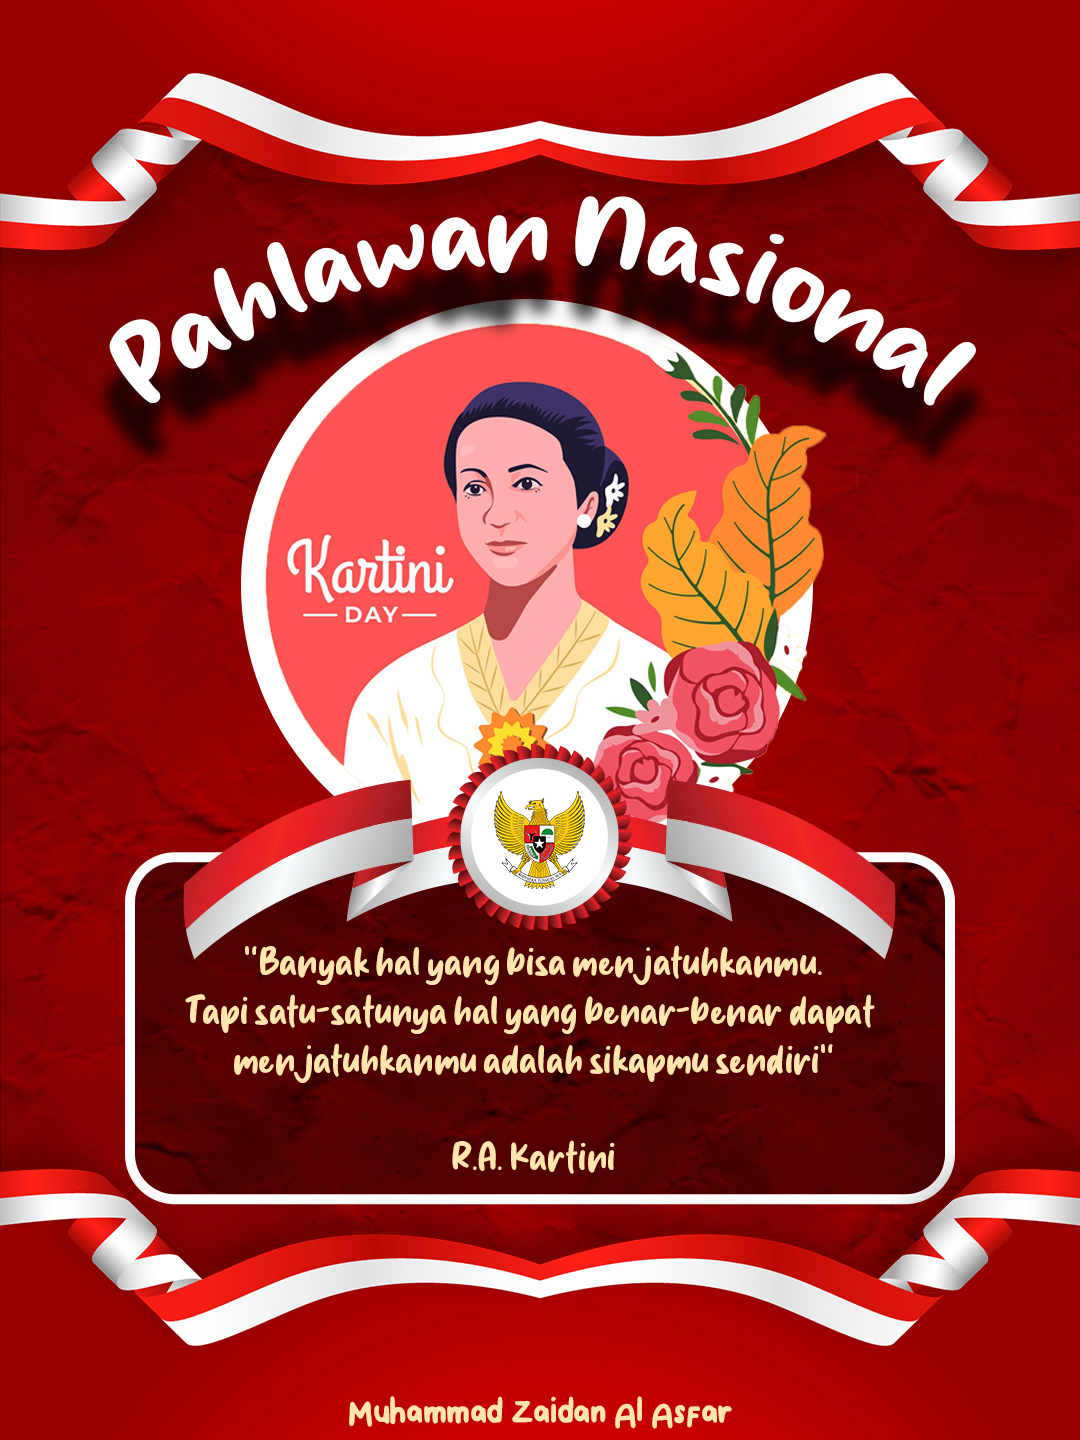 Pahlawan Nasional
Kartini
DAY
"Banyak hal yang bisa menjatuhkanmu.
Tapi satu-satunya hal yang benar-benar dapat
menjatuhkanmu adalah sikapmu sendiri"
R.A. Kartini
Muhammad Zaidan Al Asfar